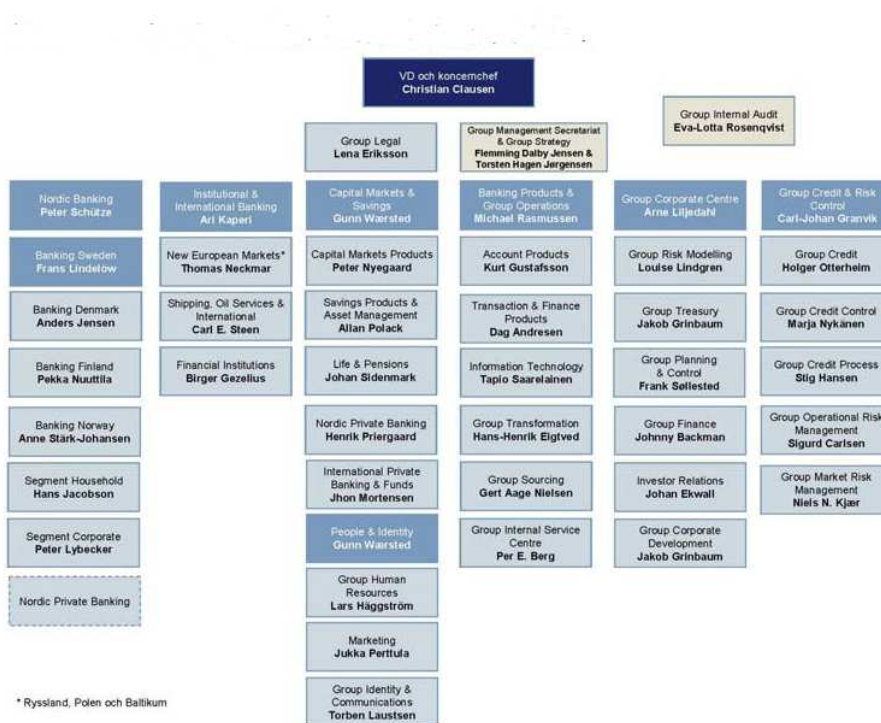 VD och koncernchef
Christian Clausen
Group Internal Audit
Eva-Lotta Rosenqvist
Group Legal
Lena Eriksson
Group Management Secretariat
& Group Strategy
Flemming Dalby Jensen &
Torsten Hagen Jørgensen
Nordic Banking
Peter Schütze
Banking Sweden
Frans Lindelöw
Banking Denmark
Anders Jensen
Banking Finland
Pekka Nuuttila
Banking Norway
Anne Stärk-Johansen
Segment Household
Hans Jacobson
Segment Corporate
Peter Lybecker
Nordic Private Banking
Institutional &
International Banking
Ari Kaperi
New European Markets*
Thomas Neckmar
Shipping, Oil Services &
International
Carl E. Steen
Financial Institutions
Birger Gezelius
Capital Markets &
Savings
Gunn Wærsted
Capital Markets Products
Peter Nyegaard
Savings Products &
Asset Management
Allan Polack
Life & Pensions
Johan Sidenmark
Nordic Private Banking
Henrik Priergaard
International Private
Banking & Funds
Jhon Mortensen
People & Identity
Gunn Wærsted
Group Human
Resources
Lars Häggström
Marketing
Jukka Perttula
Group Identity &
Communications
Torben Laustsen
Banking Products &
Group Operations
Michael Rasmussen
Account Products
Kurt Gustafsson
Transaction & Finance
Products
Dag Andresen
Information Technology
Tapio Saarelainen
Group Transformation
Hans-Henrik Eigtved
Group Sourcing
Gert Aage Nielsen
Group Internal Service
Centre
Per E. Berg
Group Corporate Centre
Arne Liljedahl
Group Risk Modelling
Louise Lindgren
Group Treasury
Jakob Grinbaum
Group Planning
& Control
Frank Søllested
Group Finance
Johnny Backman
Investor Relations
Johan Ekwall
Group Corporate
Development
Jakob Grinbaum
Group Credit & Risk
Control
Carl-Johan Granvik
Group Credit
Holger Otterheim
Group Credit Control
Marja Nykänen
Group Credit Process
Stig Hansen
Group Operational Risk
Management
Sigurd Carlsen
Group Market Risk
Management
Niels N. Kjær
* Ryssland, Polen och Baltikum